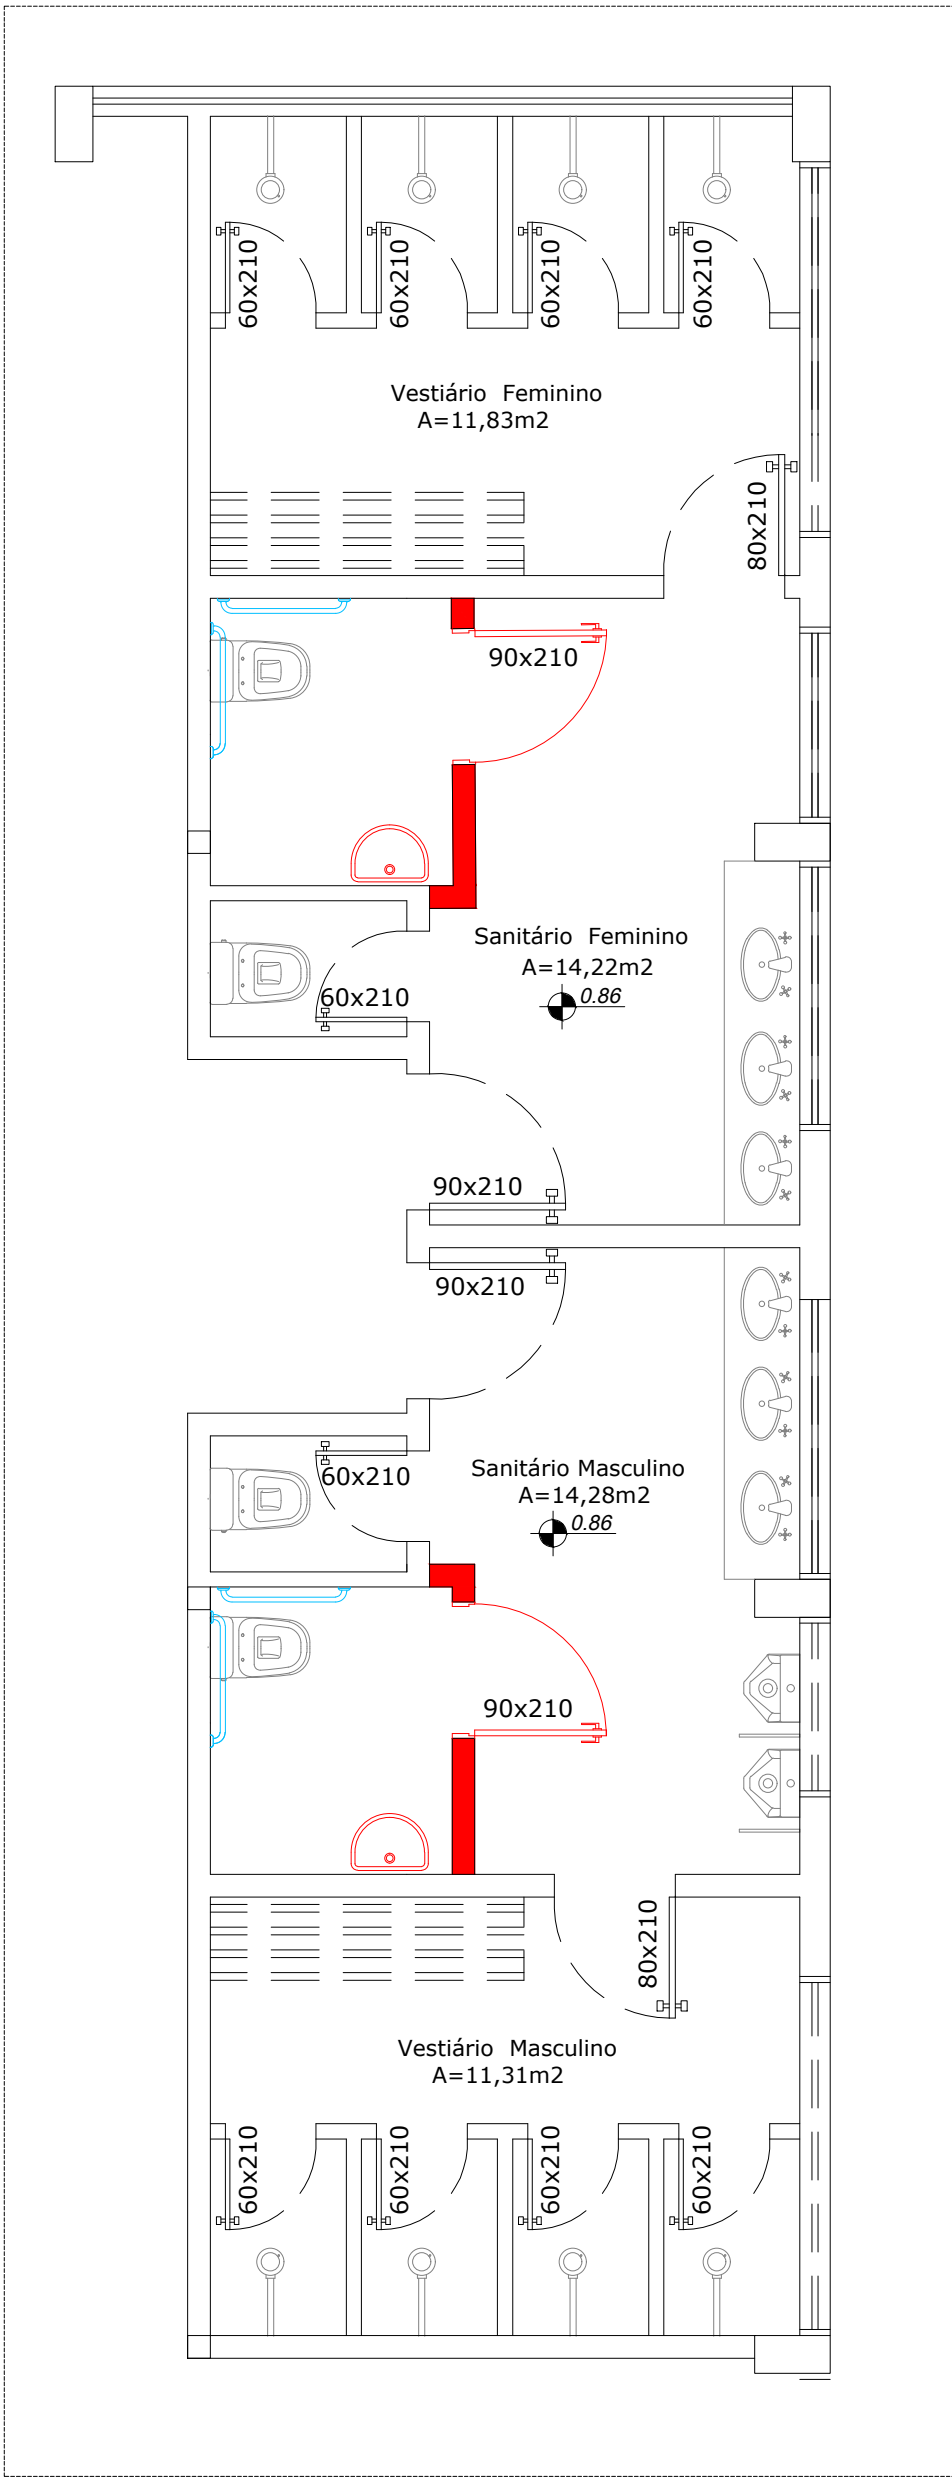 60x210
60x210
60x210
60x210
Vestiário Feminino
A=11,83m2
80x210
90x210
Sanitário Feminino
A=14,22m2
0.86
60x210
90x210
90x210
Sanitário Masculino
A=14,28m2
0.86
60x210
90x210
80x210
Vestiário Masculino
A=11,31m2
60x210
60x210
60x210
60x210